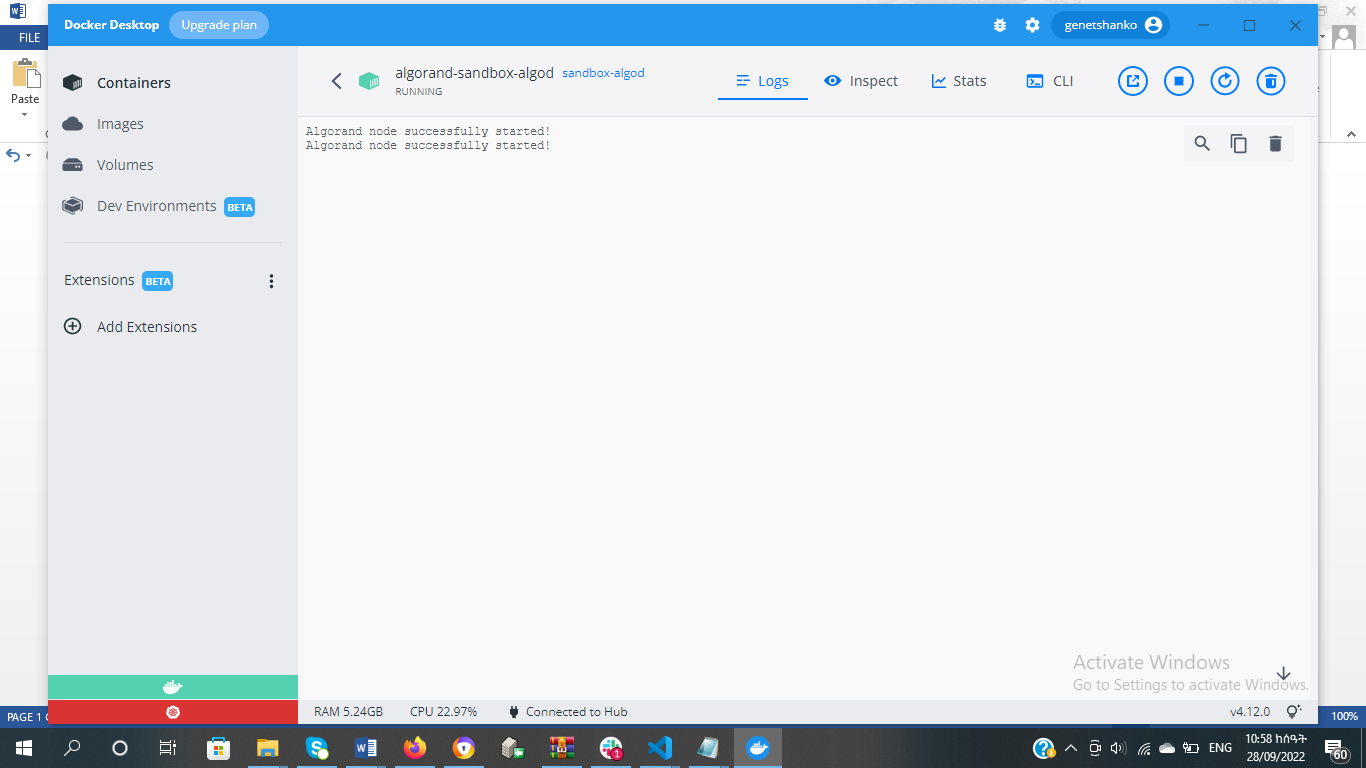 FILE
Paste
PAGE 1
100%
Docker Desktop
Upgrade plan
genetshanko
Containers
Images
Volumes
Dev Environments BETA
Extensions BETA
Add Extensions
algorand-sandbox-algod sandbox-algod
RUNNING
Logs
Inspect
Stats
CLI
Algorand node successfully started!
Algorand node successfully started!
Activate Windows
Go to Settings to activate Windows.
RAM 5.24GB CPU 22.97% Connected to Hub
v4.12.0
ENG
10:58 ከሰዓት
28/09/2022
60
1